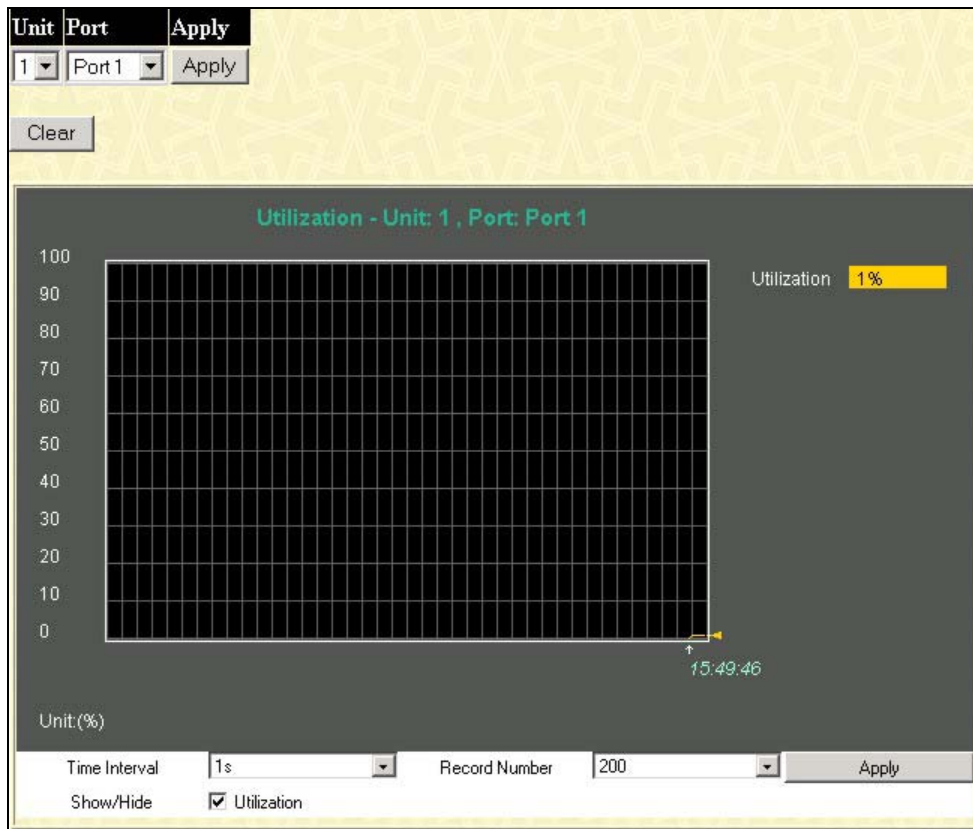 Unit Port Apply
1 Port 1 Apply
Clear
Utilization - Unit: 1 , Port: Port 1
100
90
80
70
60
50
40
30
20
10
0
Utilization 1%
15:49:46
Unit:(%)
Time Interval 1s Record Number 200 Apply
Show/Hide Utilization